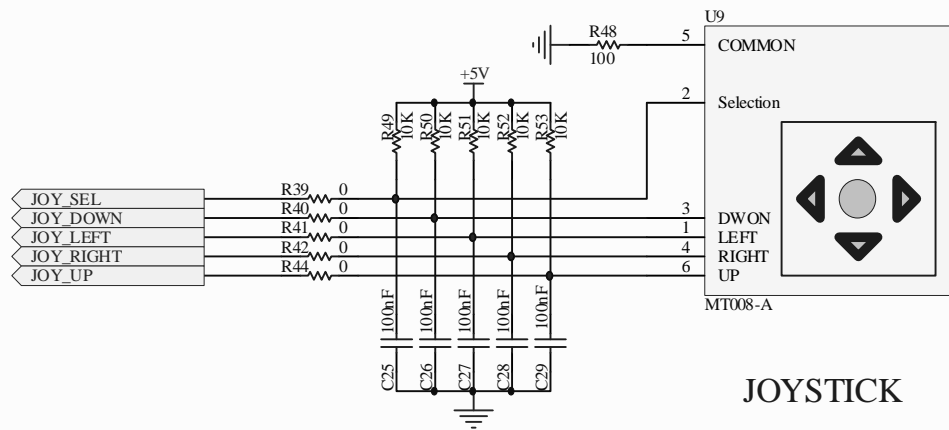 U9
R48
100
5
COMMON
+5V
2
Selection
R49
10K
R50
10K
R51
10K
R52
10K
R53
10K
JOY_SEL
R39
0
JOY_DOWN
R40
0
3
DWON
JOY_LEFT
R41
0
1
LEFT
JOY_RIGHT
R42
0
4
RIGHT
JOY_UP
R44
0
6
UP
100nF
100nF
100nF
100nF
100nF
MT008-A
C25
C26
C27
C28
C29
JOYSTICK